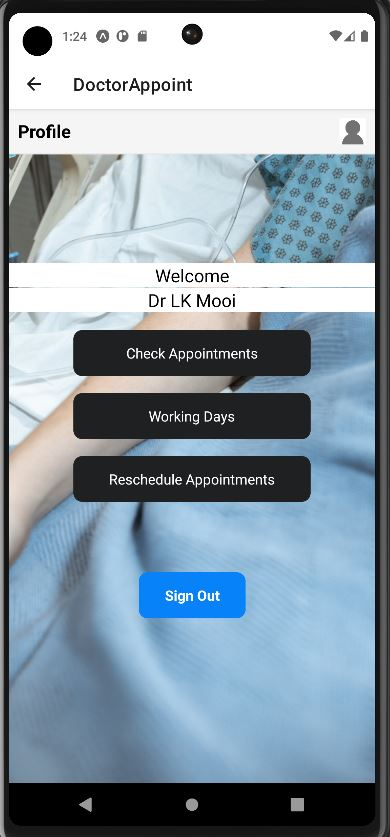 1:24
DoctorAppoint
Profile
Welcome
Dr LK Mooi
Check Appointments
Working Days
Reschedule Appointments
Sign Out